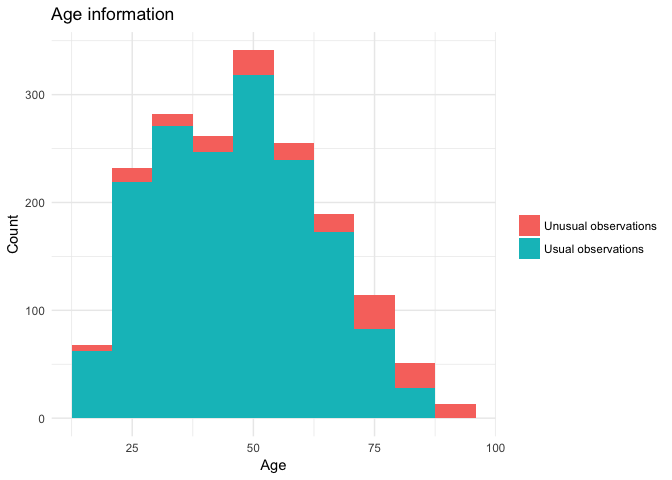 Age information
300
200
100
0
Count
25 50 75 100
Age
Unusual observations
Usual observations